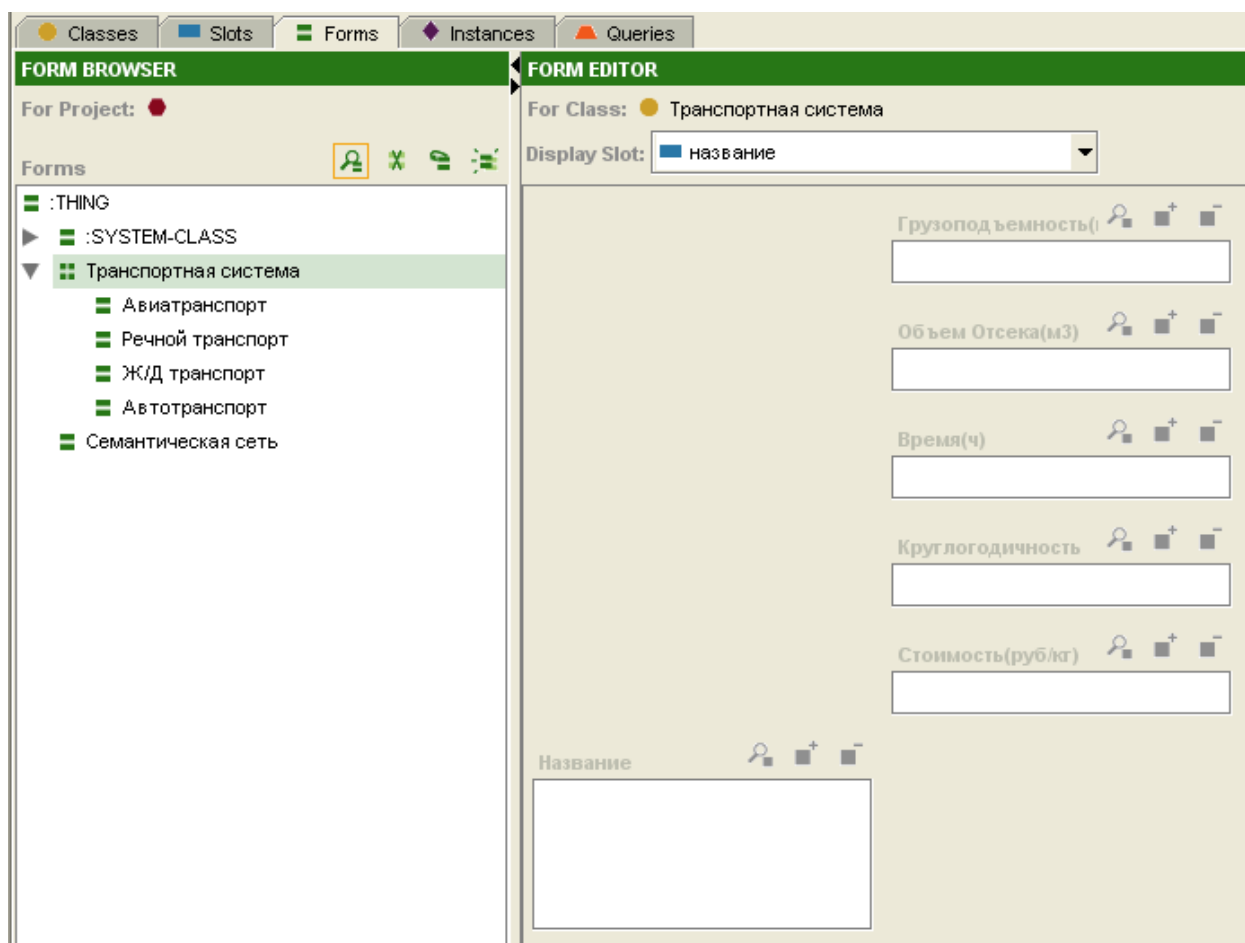 Classes Slots Forms Instances Queries
FORM BROWSER
For Project:
Forms
:THING
:SYSTEM-CLASS
Транспортная система
Авиатранспорт
Речной транспорт
Ж/Д транспорт
Автотранспорт
Семантическая сеть
FORM EDITOR
For Class: Транспортная система
Display Slot: название
Грузоподъемность(
Объем Отсека(м3)
Время(ч)
Круглогодичность
Стоимость(руб/кг)
Название